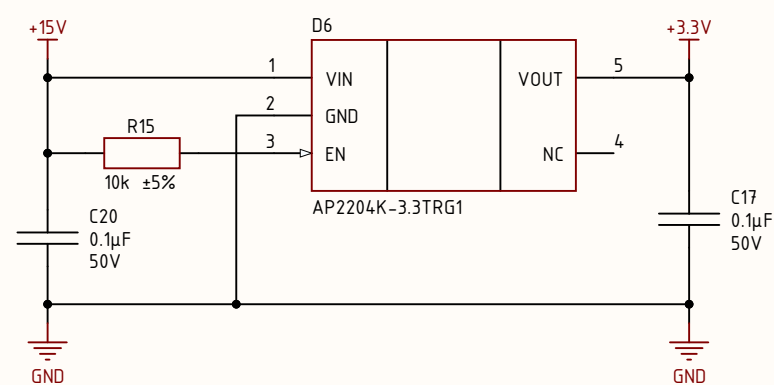 D6
+15V
+3.3V
1
VIN
VOUT
5
2
GND
R15
3
EN
NC
4
10k ±5%
AP2204K-3.3TRG1
C20
0.1µF
50V
C17
0.1µF
50V
GND
GND